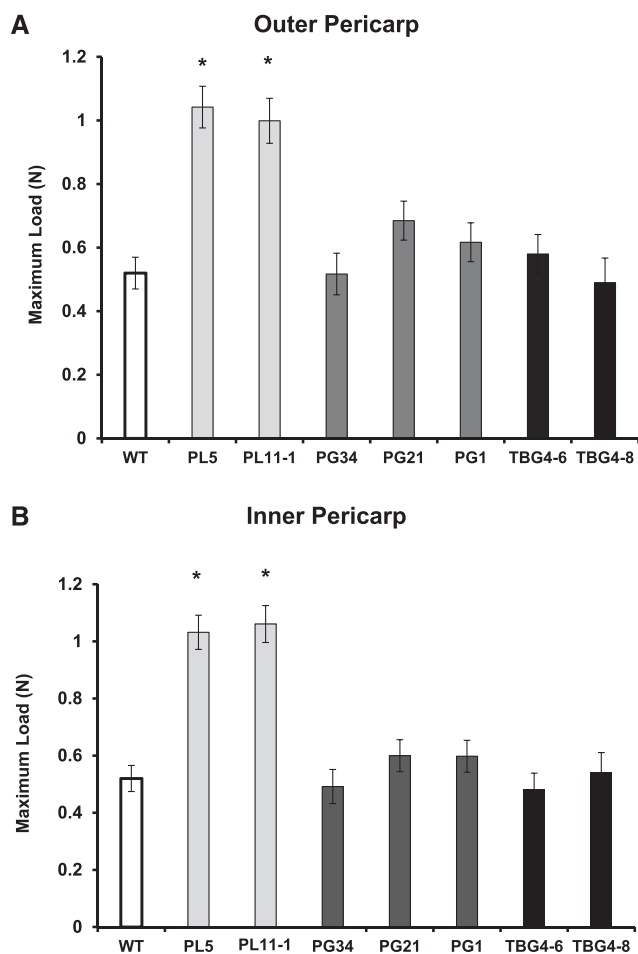 A
Outer Pericarp
Maximum Load (N)
1.2
* *
1
0.8
0.6
0.4
0.2
0
WT PL5 PL11-1 PG34 PG21 PG1 TBG4-6 TBG4-8
B
Inner Pericarp
Maximum Load (N)
1.2
* *
1
0.8
0.6
0.4
0.2
0
WT PL5 PL11-1 PG34 PG21 PG1 TBG4-6 TBG4-8